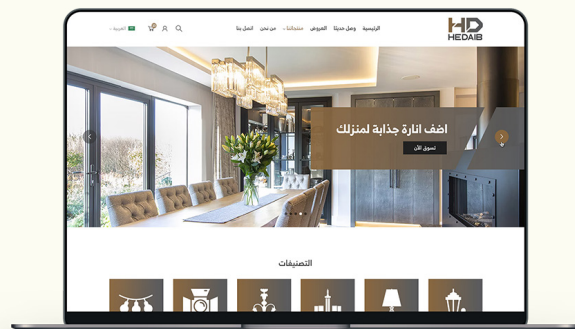 HD
HEDAIB
الرئيسية
وصل حديثا
العروض
منتجاتنا
من نحن
اتصل بنا
العربية
اضف انارة جذابة لمنزلك
تسوق الآن
التصنيفات